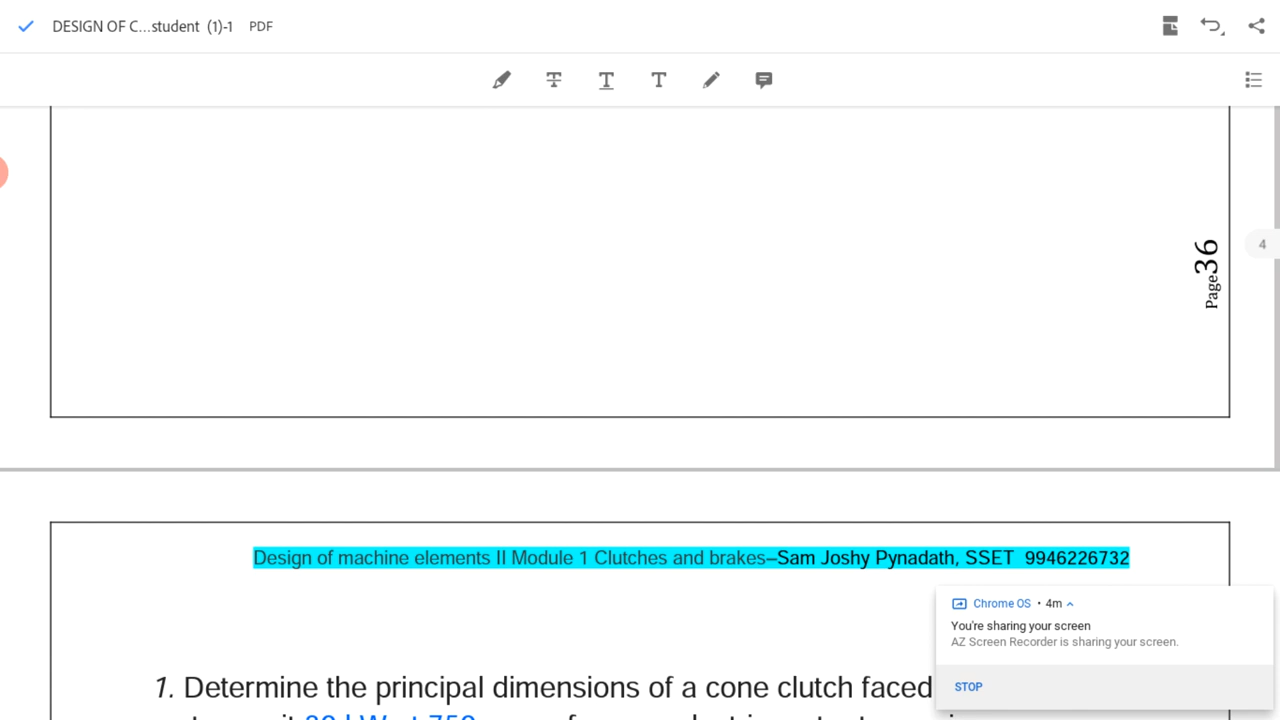 DESIGN OF C...student (1)-1 PDF
Page36
4
Design of machine elements II Module 1 Clutches and brakes–Sam Joshy Pynadath, SSET 9946226732
Chrome OS • 4m
You're sharing your screen
AZ Screen Recorder is sharing your screen.
STOP
1. Determine the principal dimensions of a cone clutch faced